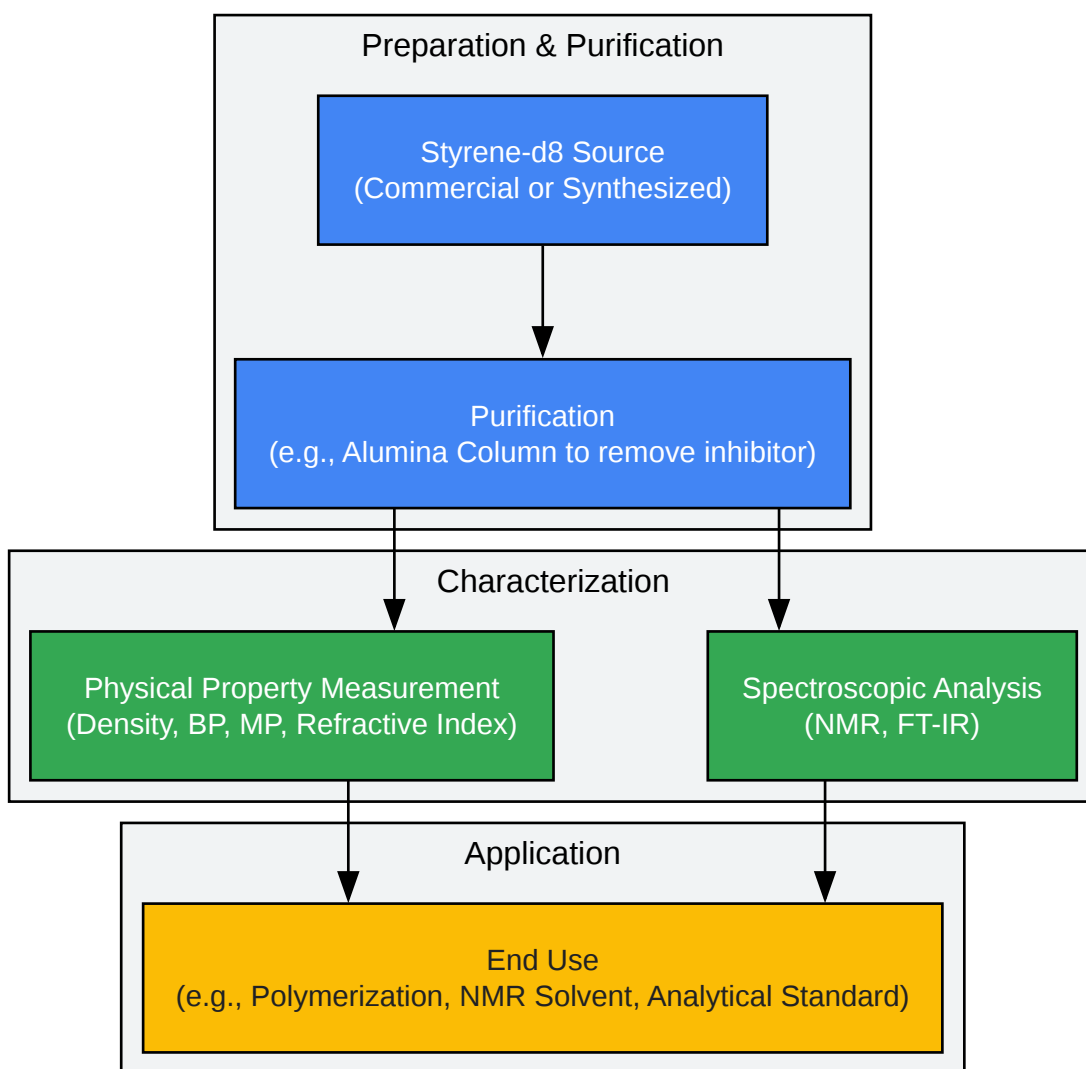 Preparation & Purification
Styrene-d8 Source
(Commercial or Synthesized)
Purification
(e.g., Alumina Column to remove inhibitor)
Characterization
Physical Property Measurement
(Density, BP, MP, Refractive Index)
Spectroscopic Analysis
(NMR, FT-IR)
Application
End Use
(e.g., Polymerization, NMR Solvent, Analytical Standard)